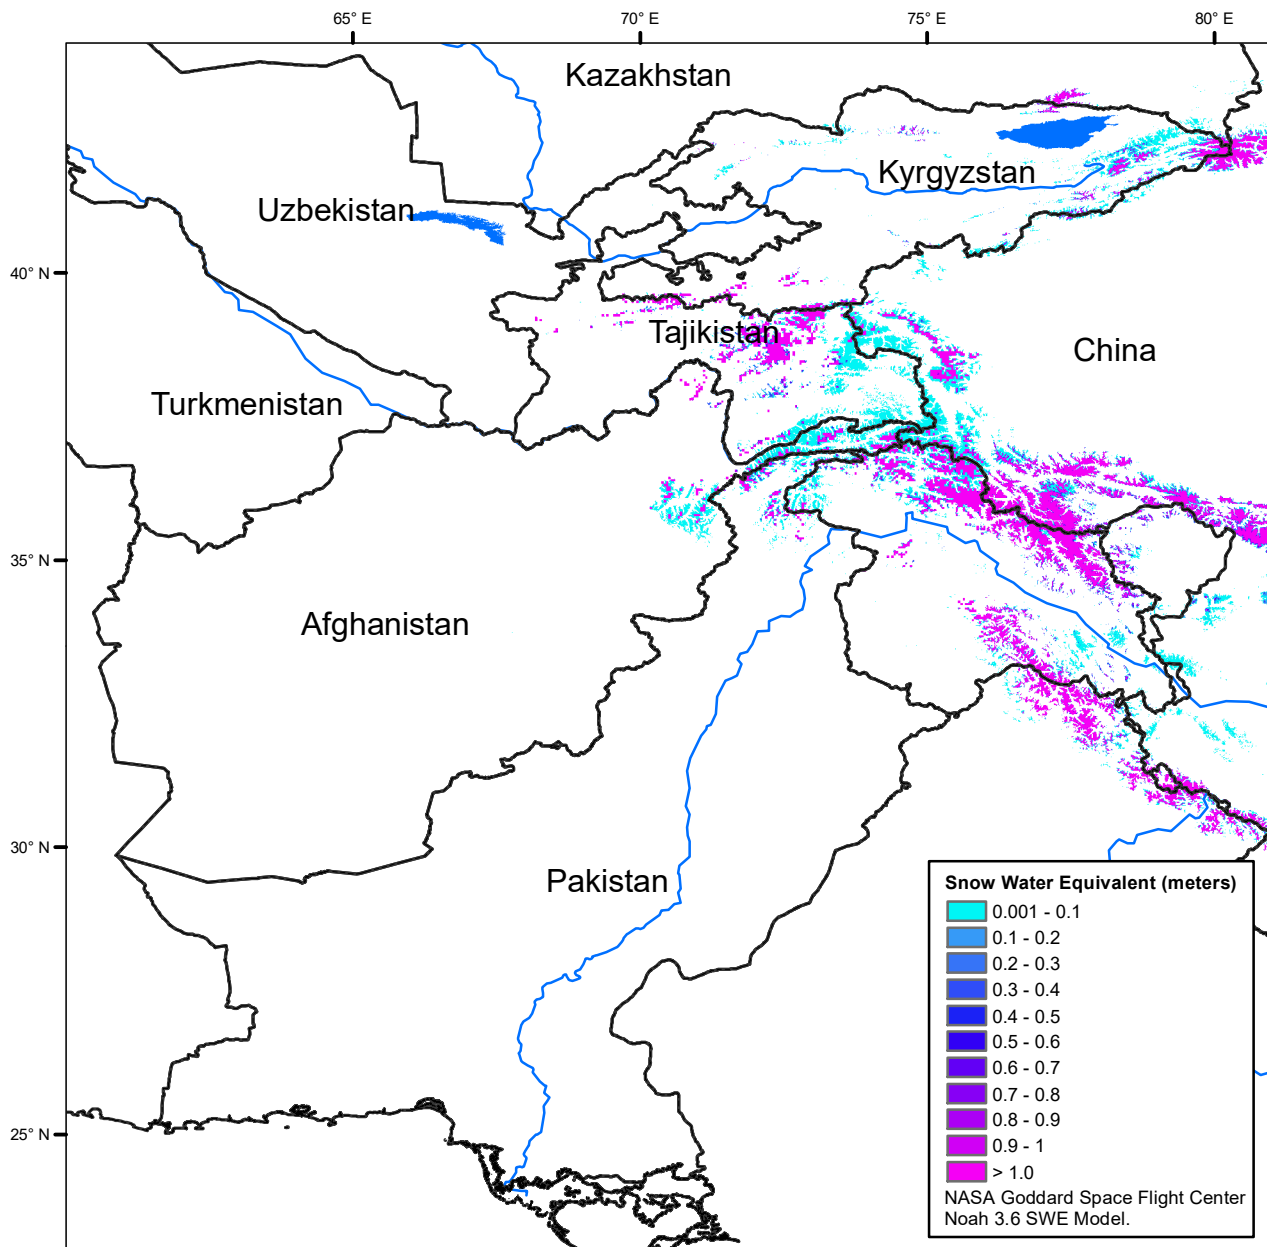 65° E
70° E
75° E
80° E
Kazakhstan
Kyrgyzstan
Uzbekistan
40° N
Tajikistan
China
Turkmenistan
35° N
Afghanistan
30° N
Pakistan
25° N
Snow Water Equivalent (meters)
0.001 - 0.1
0.1 - 0.2
0.2 - 0.3
0.3 - 0.4
0.4 - 0.5
0.5 - 0.6
0.6 - 0.7
0.7 - 0.8
0.8 - 0.9
0.9 - 1
> 1.0
NASA Goddard Space Flight Center
Noah 3.6 SWE Model.